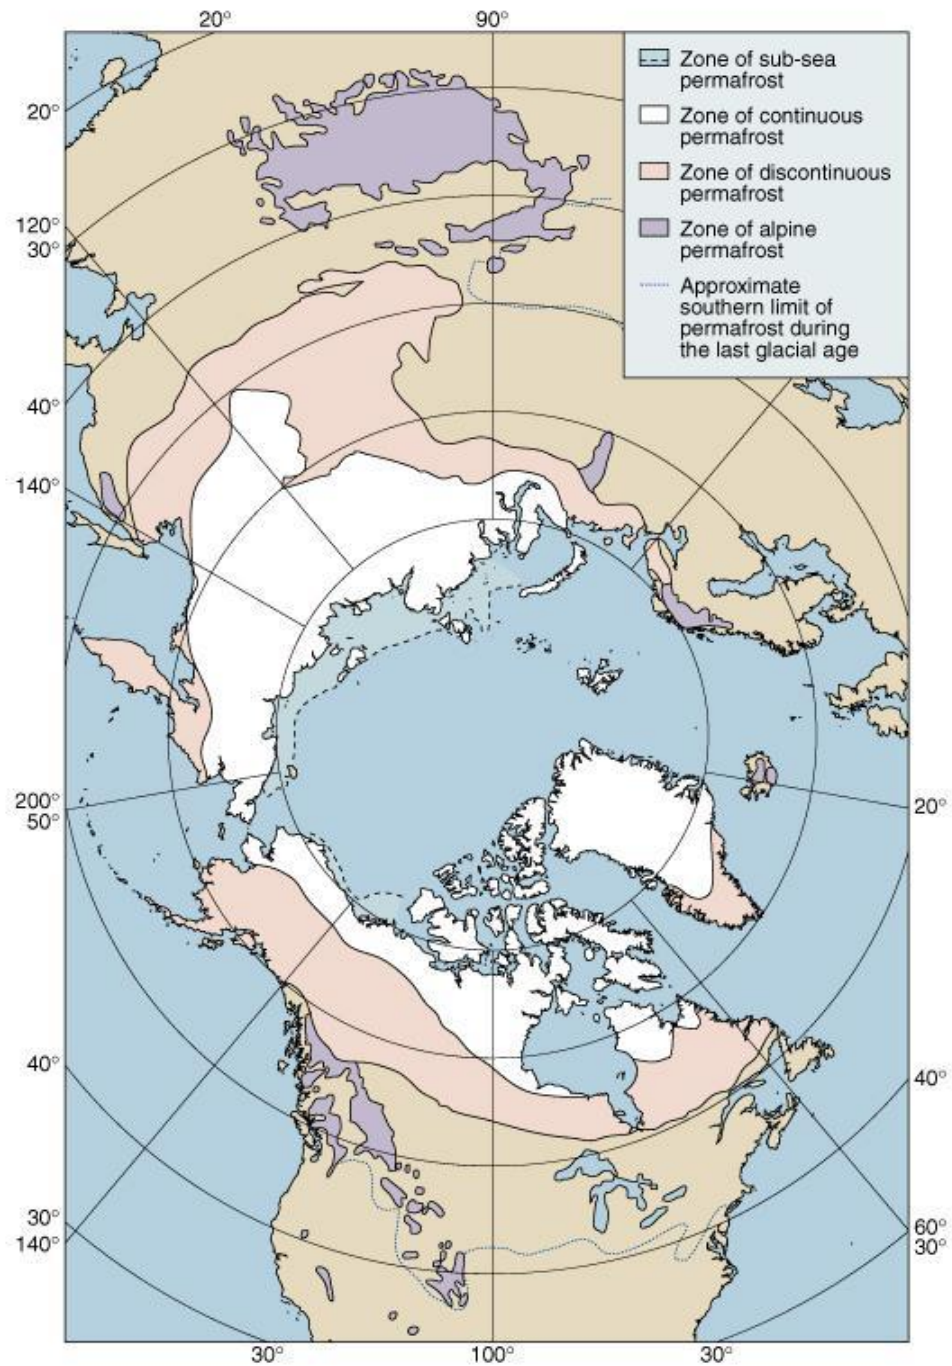 20°
90°
Zone of sub-sea
permafrost
Zone of continuous
permafrost
Zone of discontinuous
permafrost
Zone of alpine
permafrost
Approximate
southern limit of
permafrost during
the last glacial age
20°
120°
30°
40°
140°
200°
50°
20°
40°
40°
30°
140°
60°
30°
30°
100°
30°